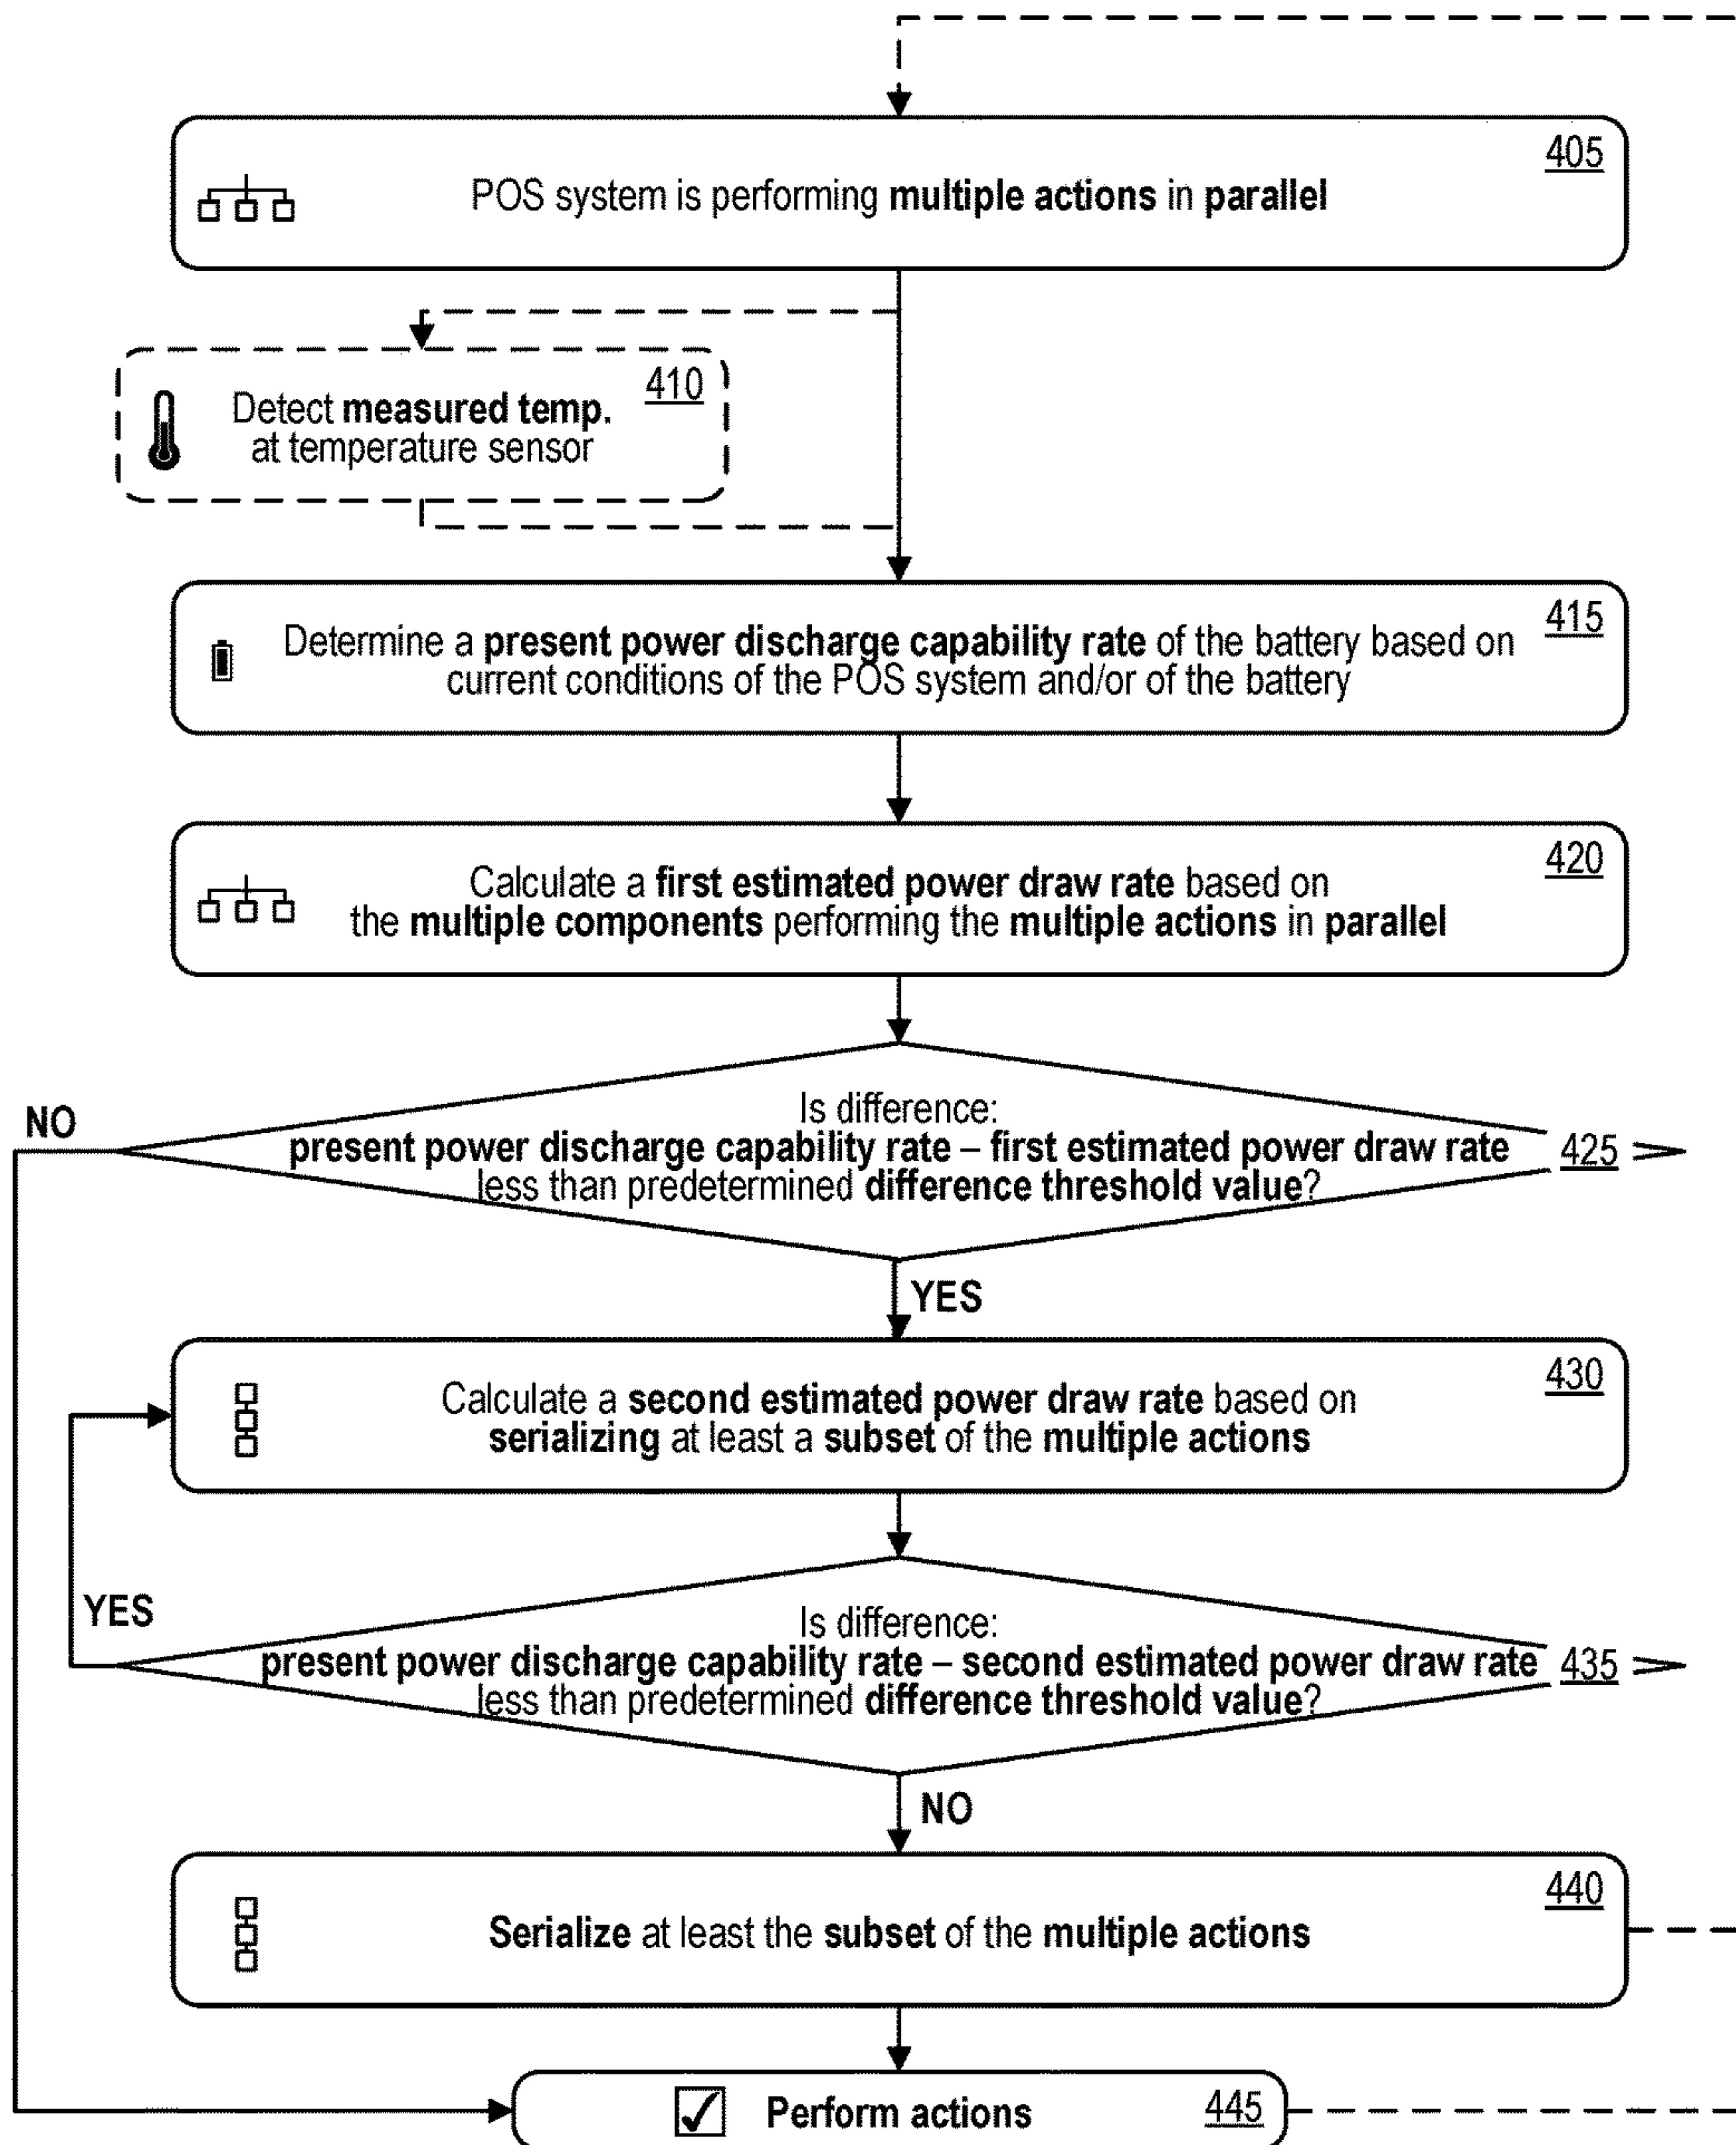 405
POS system is performing multiple actions in parallel
410
Detect measured temp.
at temperature sensor
415
Determine a present power discharge capability rate of the battery based on
current conditions of the POS system and/or of the battery
420
Calculate a first estimated power draw rate based on
the multiple components performing the multiple actions in parallel
NO
Is difference:
present power discharge capability rate – first estimated power draw rate
425
less than predetermined difference threshold value?
YES
430
Calculate a second estimated power draw rate based on
serializing at least a subset of the multiple actions
YES
Is difference:
present power discharge capability rate – second estimated power draw rate
435
less than predetermined difference threshold value?
NO
440
Serialize at least the subset of the multiple actions
Perform actions
445